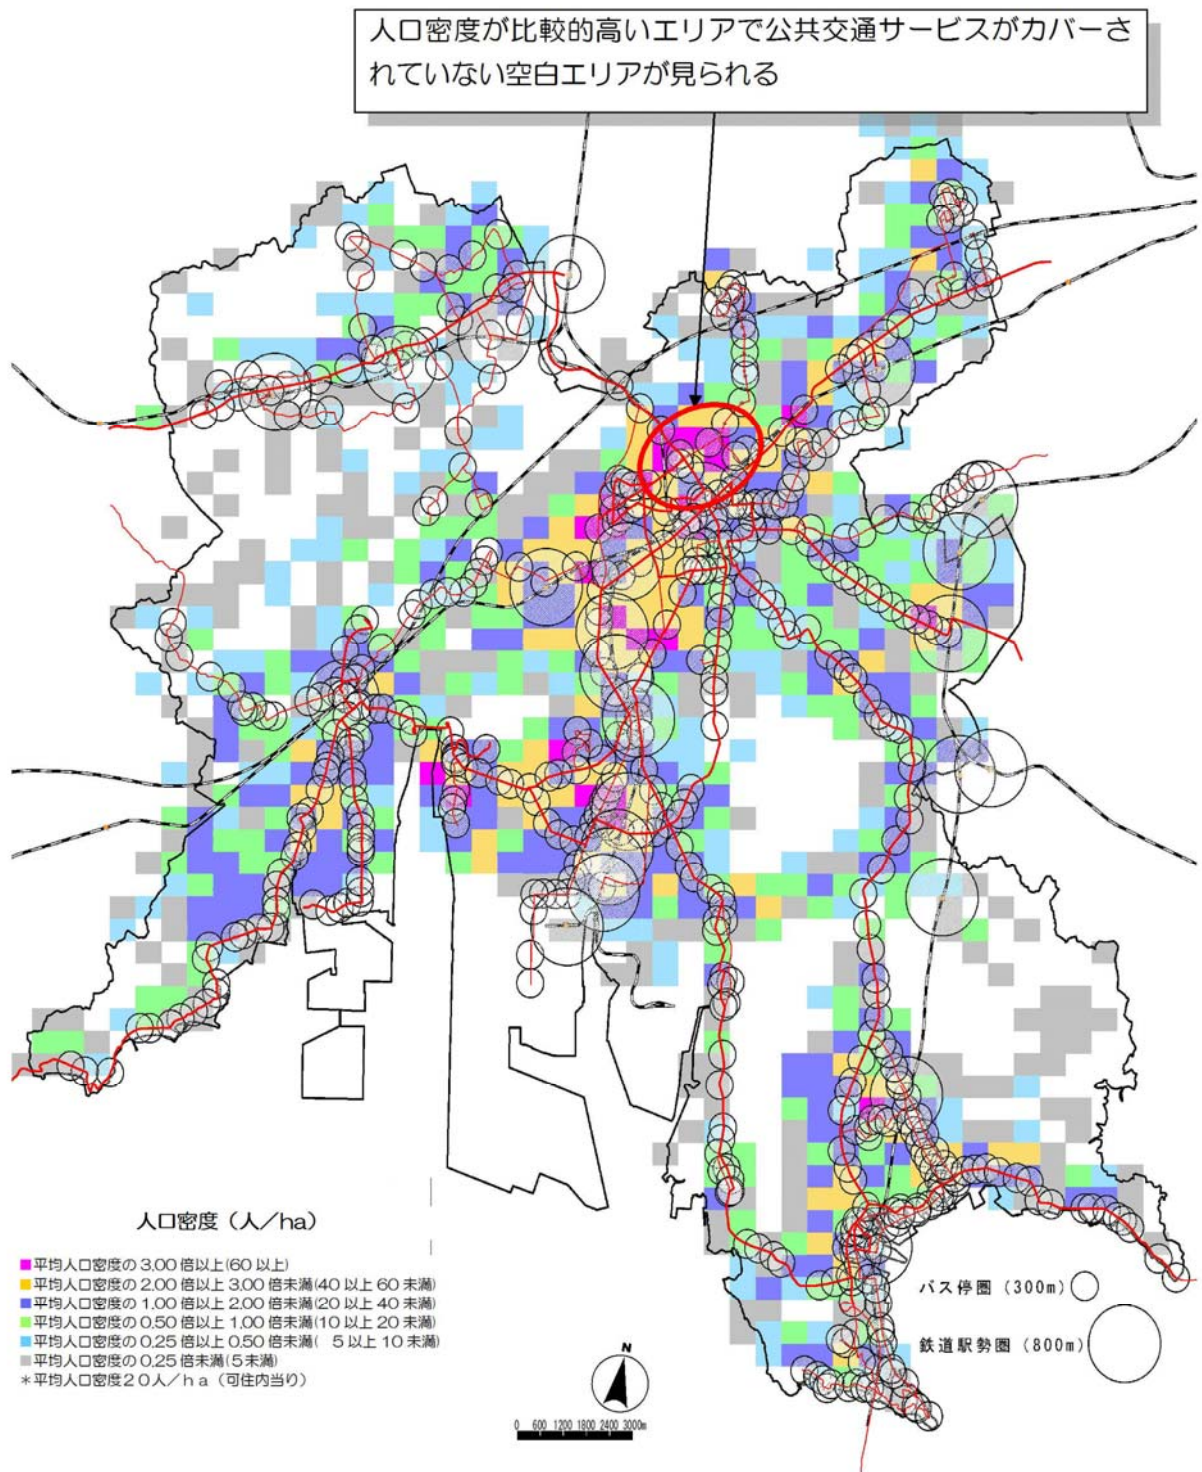 人口密度が比較的高いエリアで公共交通サービスがカバーさ
れていない空白エリアが見られる
人口密度（人／ha）
■平均人口密度の3.00倍以上(60以上)
■平均人口密度の2.00倍以上3.00倍未満(40以上60未満)
■平均人口密度の1.00倍以上2.00倍未満(20以上40未満)
■平均人口密度の0.50倍以上1.00倍未満(10以上20未満)
■平均人口密度の0.25倍以上0.50倍未満( 5以上10未満)
■平均人口密度の0.25倍未満(5未満)
＊平均人口密度20人／ha（可住内当り）
バス停圏（300m）
鉄道駅勢圏（800m）
N
0 600 1200 1800 2400 3000m